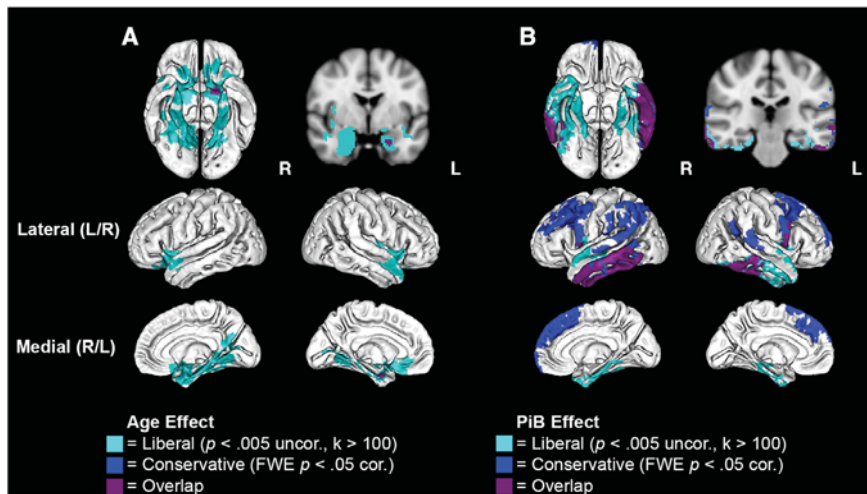 A
B
R
L
R
L
Lateral (L/R)
Medial (R/L)
Age Effect
= Liberal (p < .005 uncor., k > 100)
= Conservative (FWE p < .05 cor.)
= Overlap
PiB Effect
= Liberal (p < .005 uncor., k > 100)
= Conservative (FWE p < .05 cor.)
= Overlap